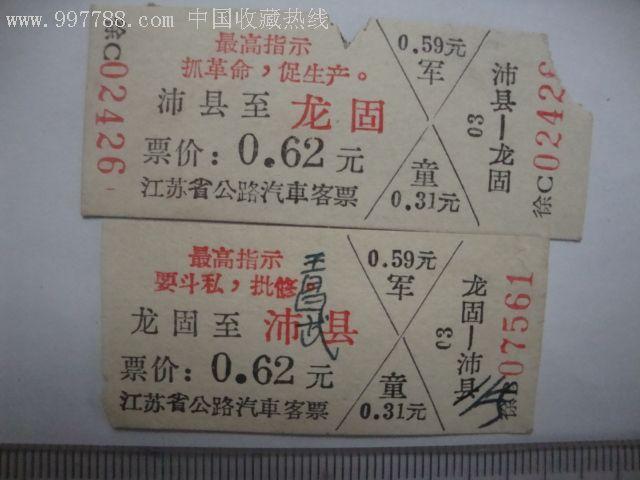 www.997788.com 中国收藏热线
最高指示
抓革命，促生产。
沛县至 龙固
票价：0.62 元
江苏省公路汽車客票
0.59元
军
童
0.31元
沛县—龙固
03
徐C02426
徐C02426
最高指示
要斗私，批修。
龙固至 沛县
票价：0.62 元
江苏省公路汽車客票
0.59元
军
童
0.31元
龙固—沛县
03
07561